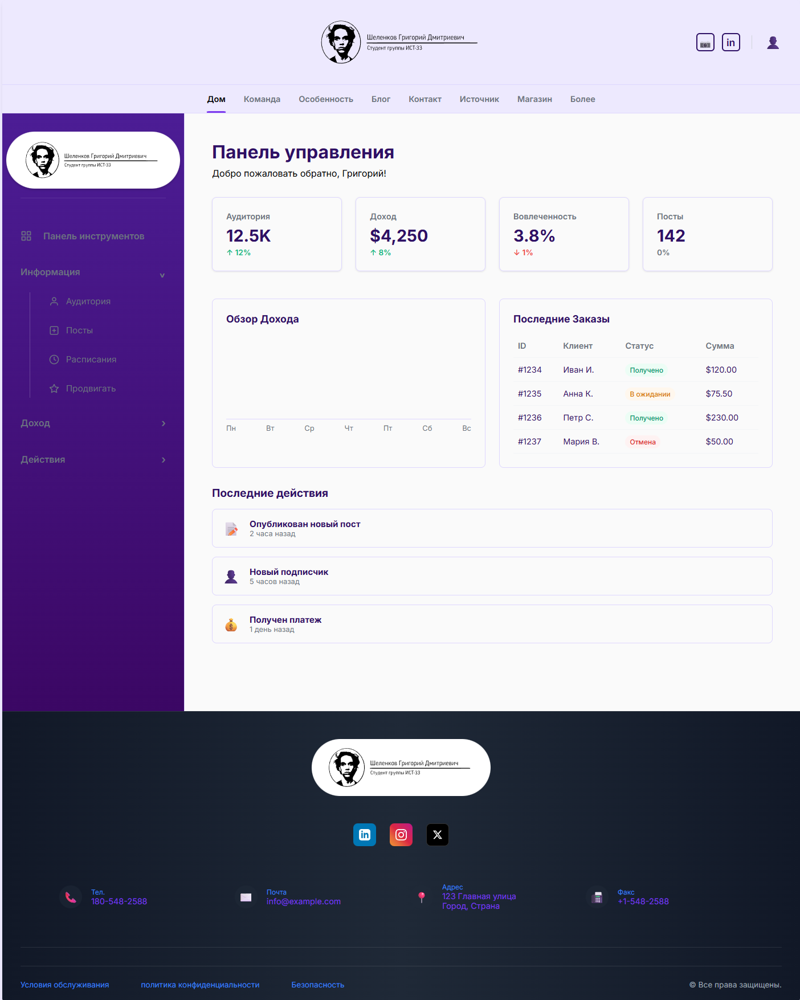 Шеленков Григорий Дмитриевич
Студент группы ИСТ-33
in
Дом Команда Особенность Блог Контакт Источник Магазин Более
Шеленков Григорий Дмитриевич
Студент группы ИСТ-33
Панель инструментов
Информация
Аудитория
Посты
Расписания
Продвигать
Доход
Действия
Панель управления
Добро пожаловать обратно, Григорий!
Аудитория
12.5K
↑ 12%
Доход
$4,250
↑ 8%
Вовлеченность
3.8%
↓ 1%
Посты
142
0%
Обзор Дохода
Пн Вт Ср Чт Пт Сб Вс
Последние Заказы
ID Клиент Статус Сумма
#1234 Иван И. Получено $120.00
#1235 Анна К. В ожидании $75.50
#1236 Петр С. Получено $230.00
#1237 Мария В. Отмена $50.00
Последние действия
Опубликован новый пост
2 часа назад
Новый подписчик
5 часов назад
Получен платеж
1 день назад
Шеленков Григорий Дмитриевич
Студент группы ИСТ-33
in
Тел.
180-548-2588
Почта
info@example.com
Адрес
123 Главная улица
Город, Страна
Факс
+1-548-2588
Условия обслуживания политика конфиденциальности Безопасность © Все права защищены.